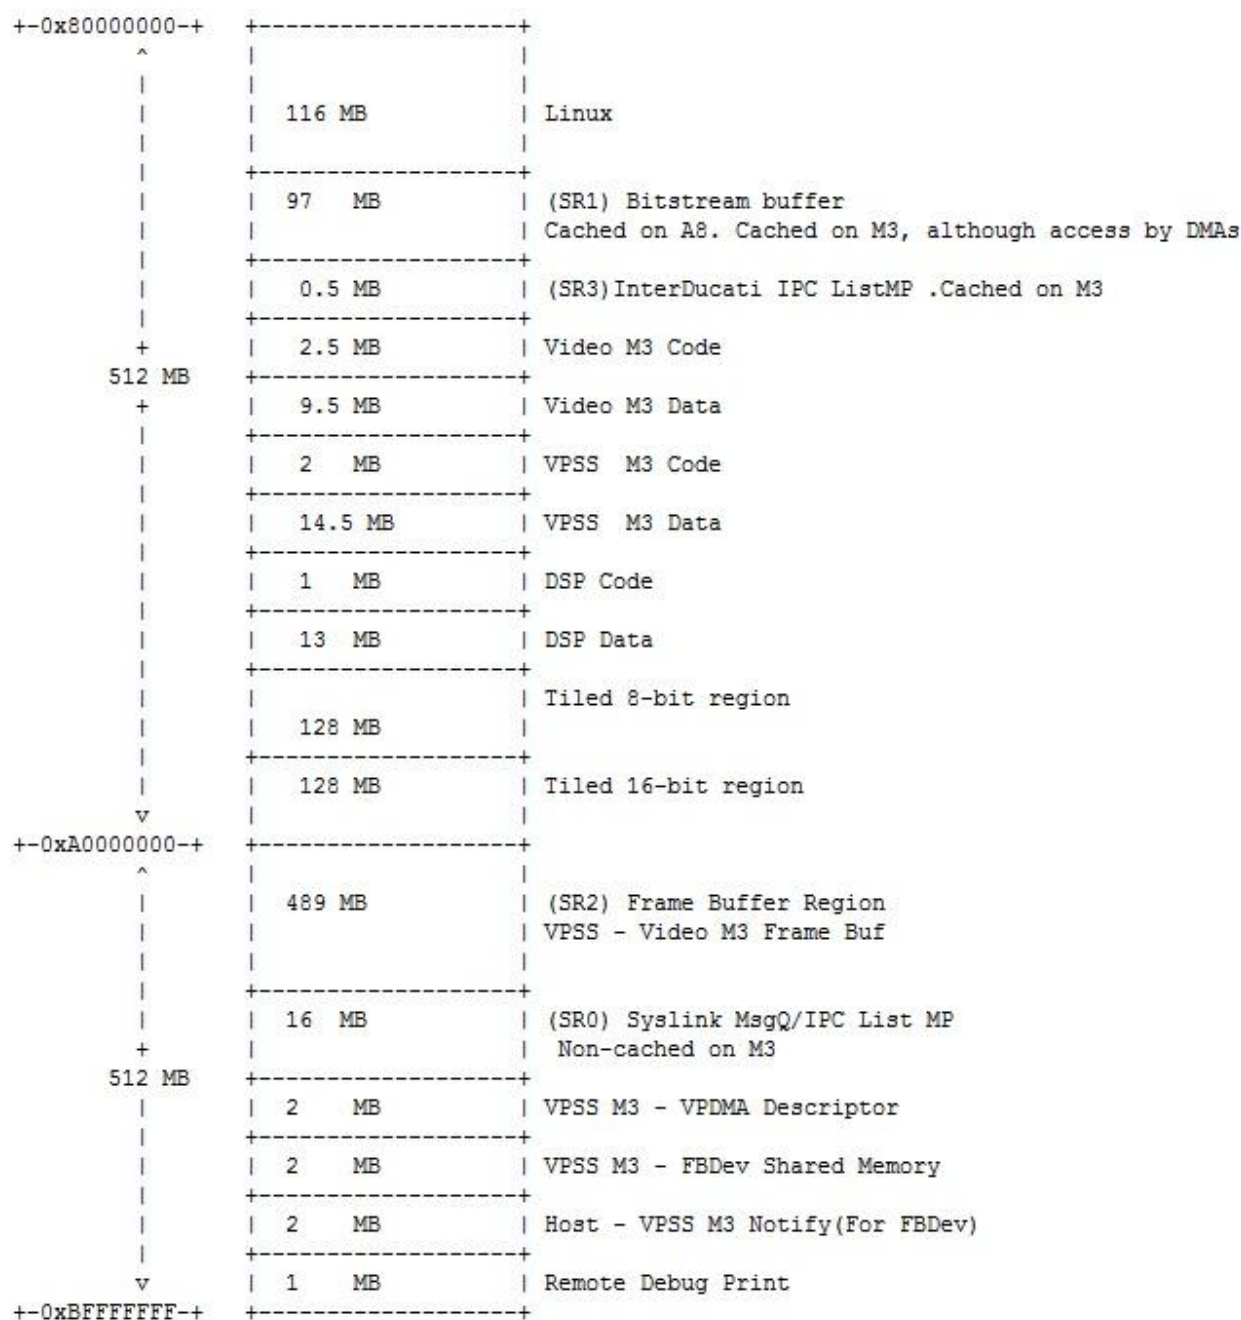 +-0x80000000-+ +-------------------+
^ | |
| | |
| | 116 MB | Linux
| | |
| +-------------------+
| | 97 MB | (SR1) Bitstream buffer
| | | Cached on A8. Cached on M3, although access by DMAs
| +-------------------+
| | 0.5 MB | (SR3)InterDucati IPC ListMP .Cached on M3
| +-------------------+
+ | 2.5 MB | Video M3 Code
512 MB +-------------------+
+ | 9.5 MB | Video M3 Data
| +-------------------+
| | 2 MB | VPSS M3 Code
| +-------------------+
| | 14.5 MB | VPSS M3 Data
| +-------------------+
| | 1 MB | DSP Code
| +-------------------+
| | 13 MB | DSP Data
| +-------------------+
| | | Tiled 8-bit region
| | 128 MB |
| +-------------------+
| | 128 MB | Tiled 16-bit region
v | |
+-0xA0000000-+ +-------------------+
^ | |
| | 489 MB | (SR2) Frame Buffer Region
| | | VPSS - Video M3 Frame Buf
| | |
| +-------------------+
| | 16 MB | (SR0) Syslink MsgQ/IPC List MP
+ | | Non-cached on M3
512 MB +-------------------+
| | 2 MB | VPSS M3 - VPDMA Descriptor
| +-------------------+
| | 2 MB | VPSS M3 - FBDev Shared Memory
| +-------------------+
| | 2 MB | Host - VPSS M3 Notify(For FBDev)
| +-------------------+
v | 1 MB | Remote Debug Print
+-0xBFFFFFFF-+ +-------------------+